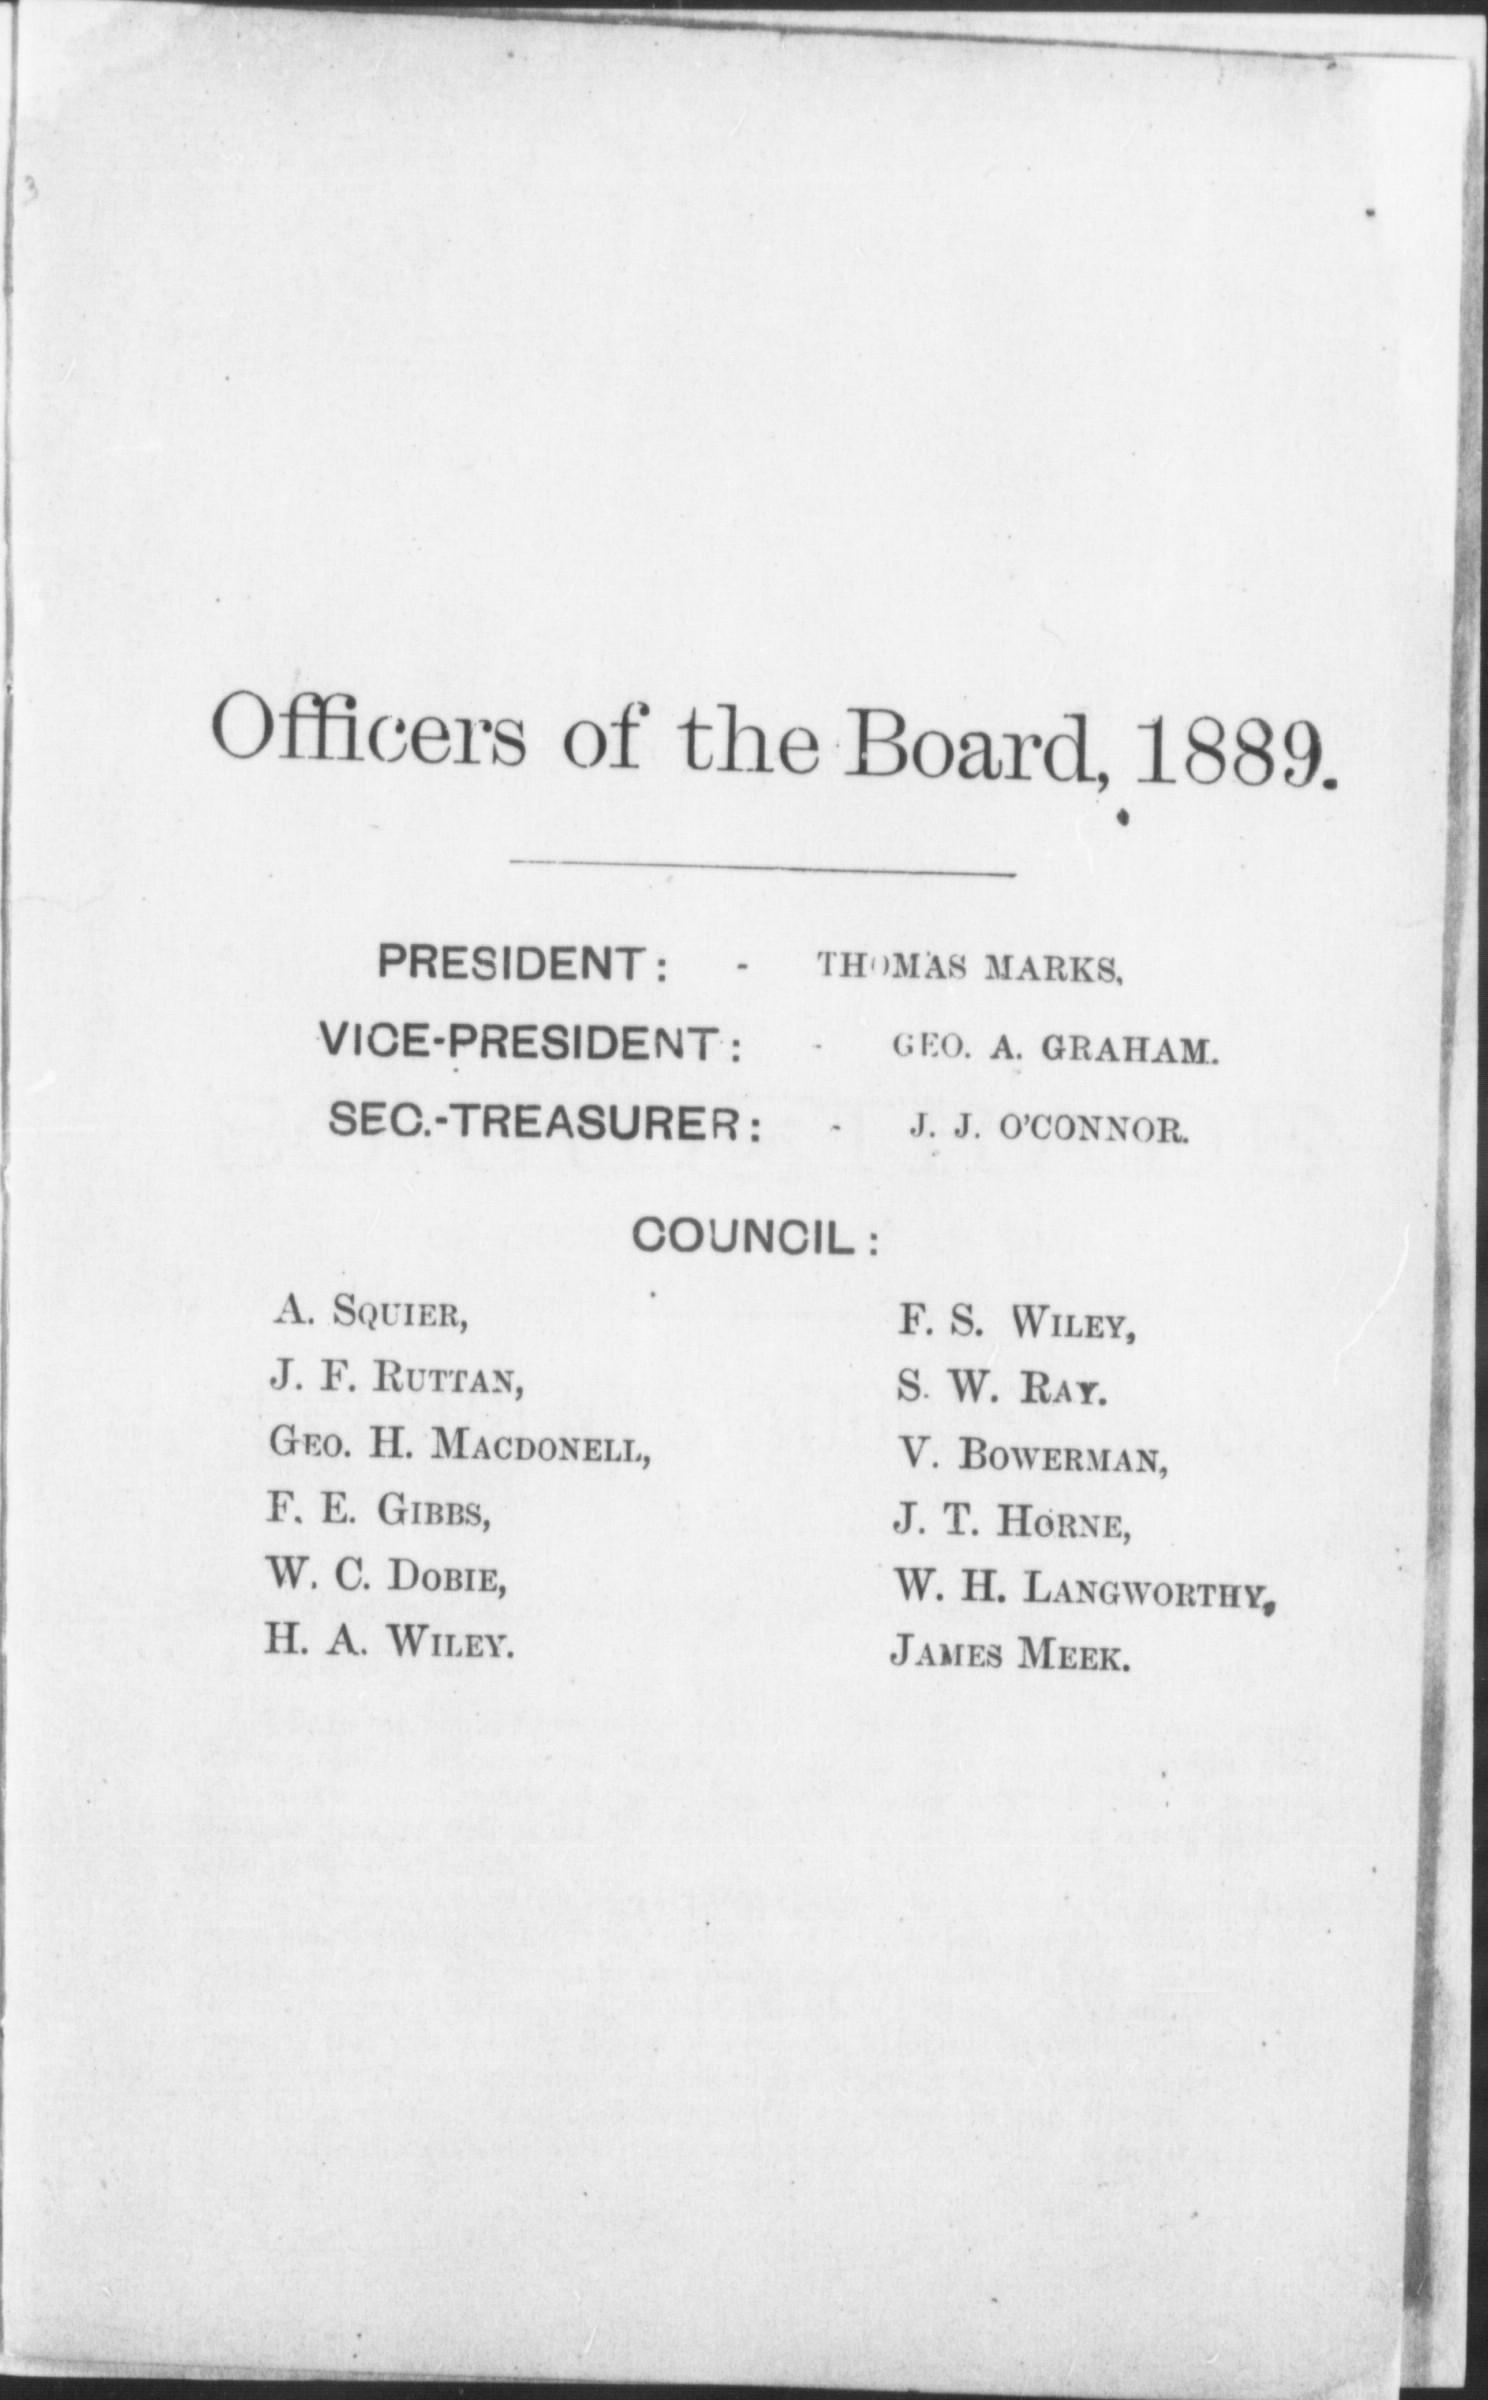 3
Officers of the Board, 1889.
PRESIDENT: - THOMAS MARKS,
VICE-PRESIDENT: - GEO. A. GRAHAM.
SEC.-TREASURER: - J. J. O'CONNOR.
COUNCIL:
A. SQUIER,
J. F. RUTTAN,
GEO. H. MACDONELL,
F. E. GIBBS,
W. C. DOBIE,
H. A. WILEY.
F. S. WILEY,
S. W. RAY.
V. BOWERMAN,
J. T. HORNE,
W. H. LANGWORTHY,
JAMES MEEK.